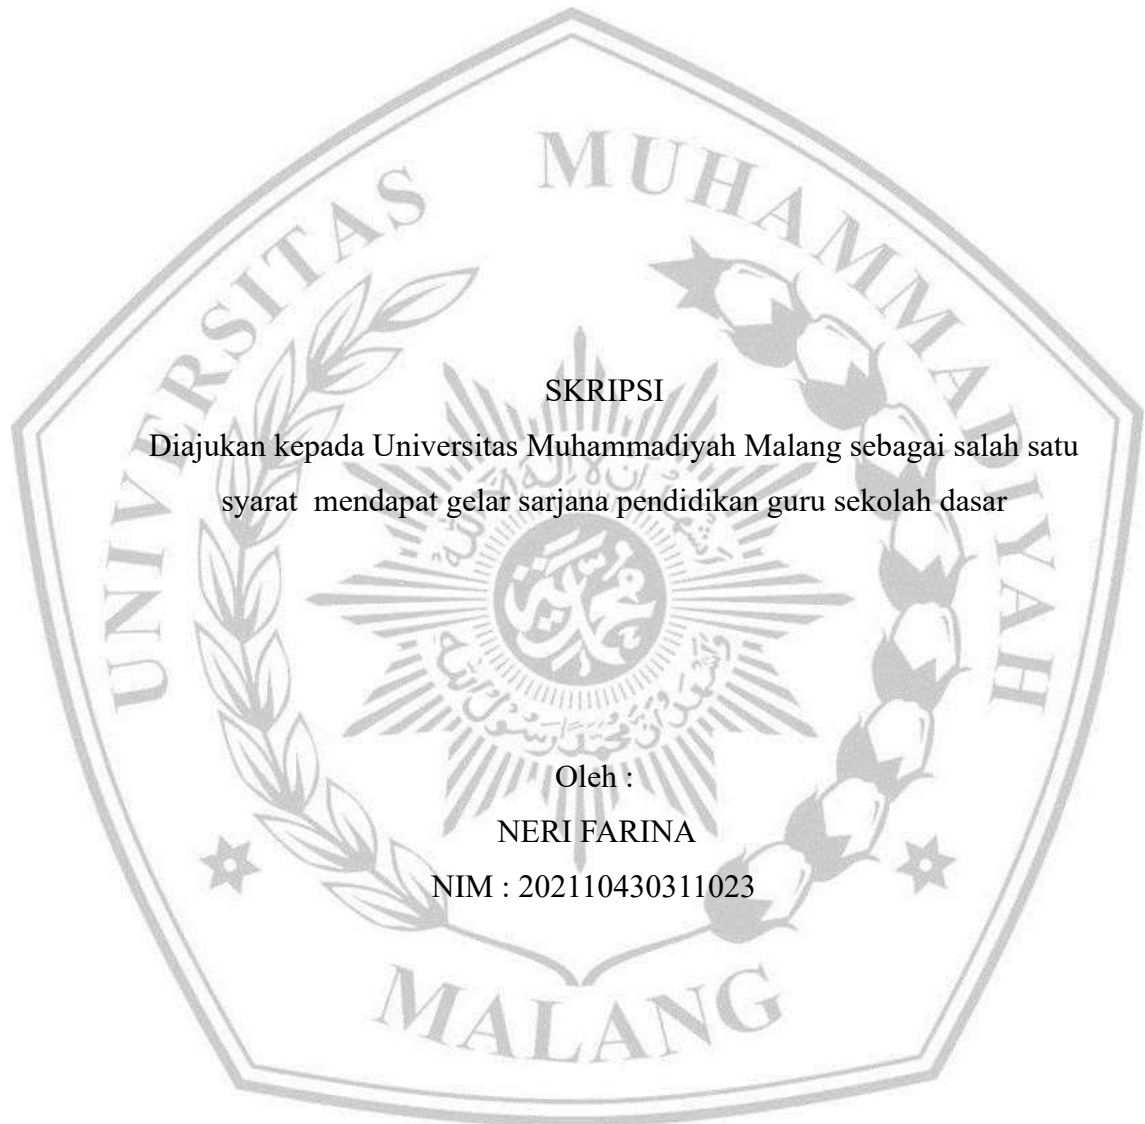 UNIVERSITAS MUHAMMADIYAH
SKRIPSI
Diajukan kepada Universitas Muhammadiyah Malang sebagai salah satu
syarat mendapat gelar sarjana pendidikan guru sekolah dasar
Oleh :
NERI FARINA
NIM : 202110430311023
MALANG